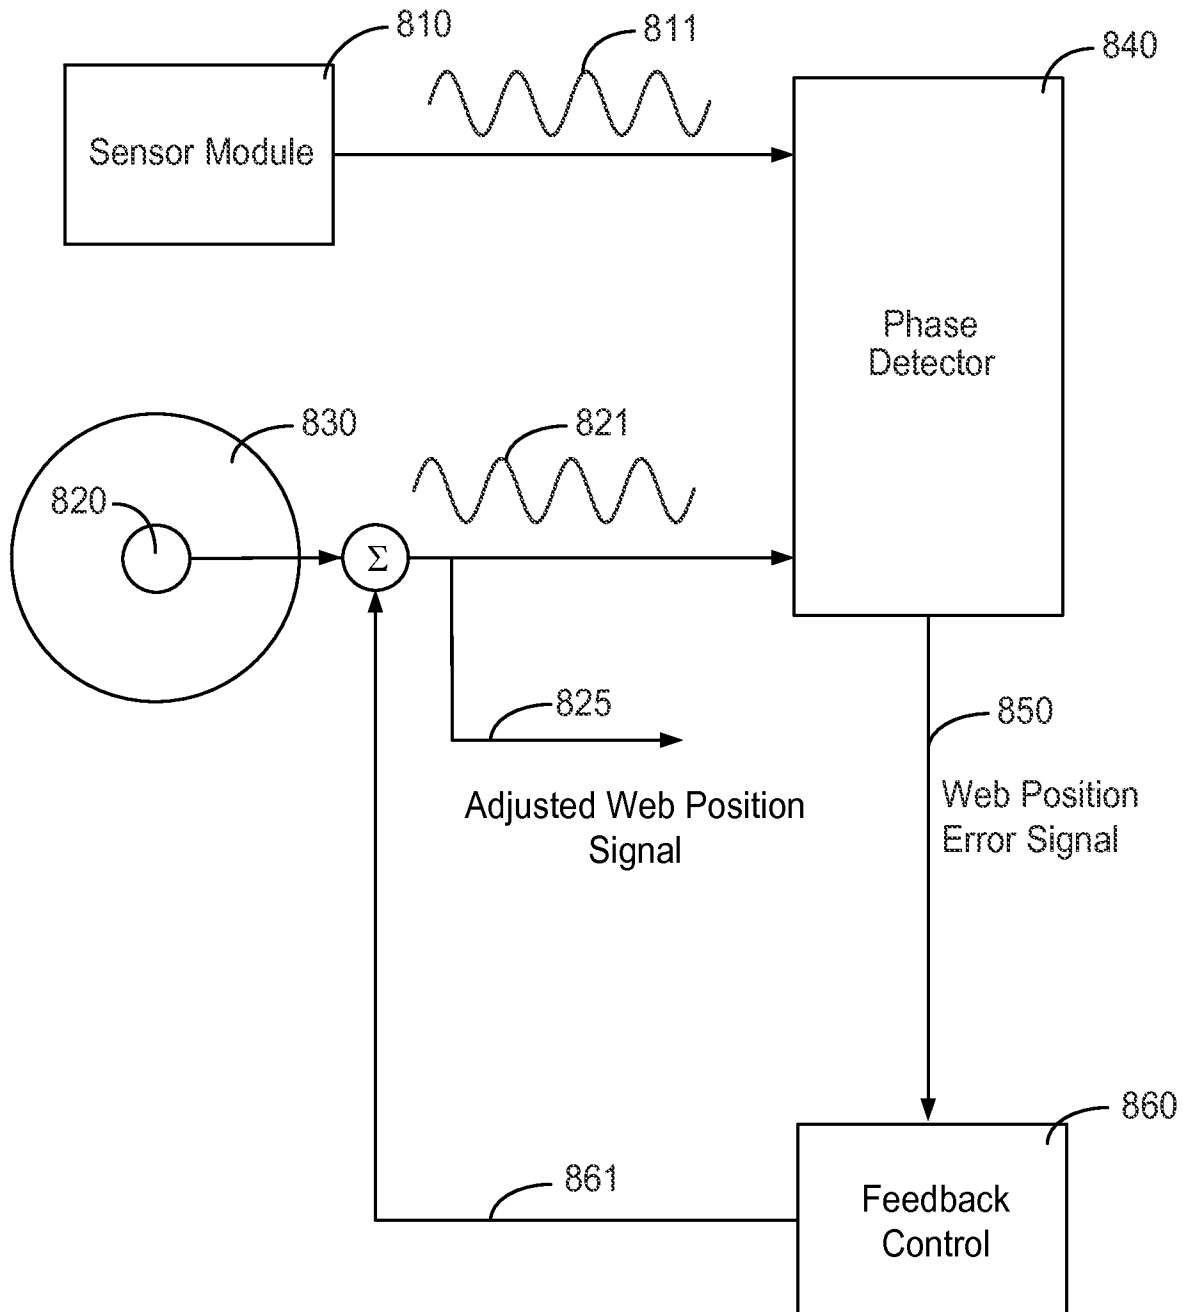 810
811
840
Sensor Module
Phase
Detector
830
821
820
Σ
825
850
Adjusted Web Position
Signal
Web Position
Error Signal
860
861
Feedback
Control